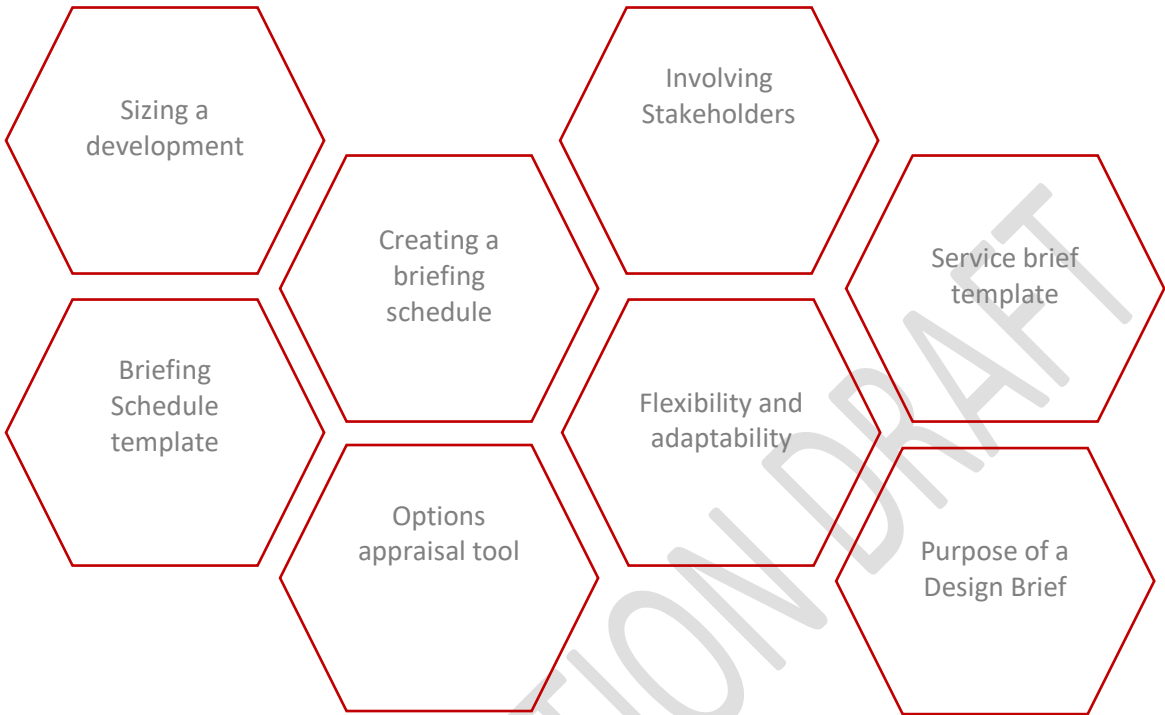 Sizing a
development
Involving
Stakeholders
Creating a
briefing
schedule
Service brief
template
Briefing
Schedule
template
Flexibility and
adaptability
Options
appraisal tool
Purpose of a
Design Brief
TION DRAFT